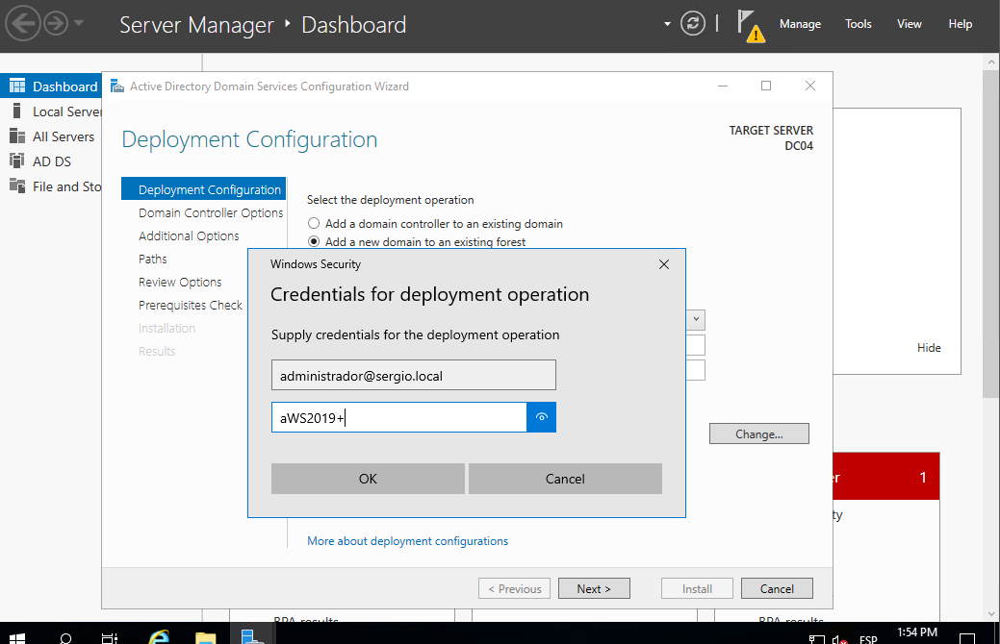 Server Manager ‣ Dashboard
Manage
Tools
View
Help
Dashboard
Local Server
All Servers
AD DS
File and Sto
Active Directory Domain Services Configuration Wizard
Deployment Configuration
TARGET SERVER
DC04
Deployment Configuration
Domain Controller Options
Additional Options
Paths
Review Options
Prerequisites Check
Installation
Results
Select the deployment operation
Add a domain controller to an existing domain
Add a new domain to an existing forest
Windows Security
Credentials for deployment operation
Supply credentials for the deployment operation
administrador@sergio.local
aWS2019+
OK
Cancel
Change...
Hide
1
More about deployment configurations
< Previous
Next >
Install
Cancel
BPA results
BPA results
ESP
1:54 PM